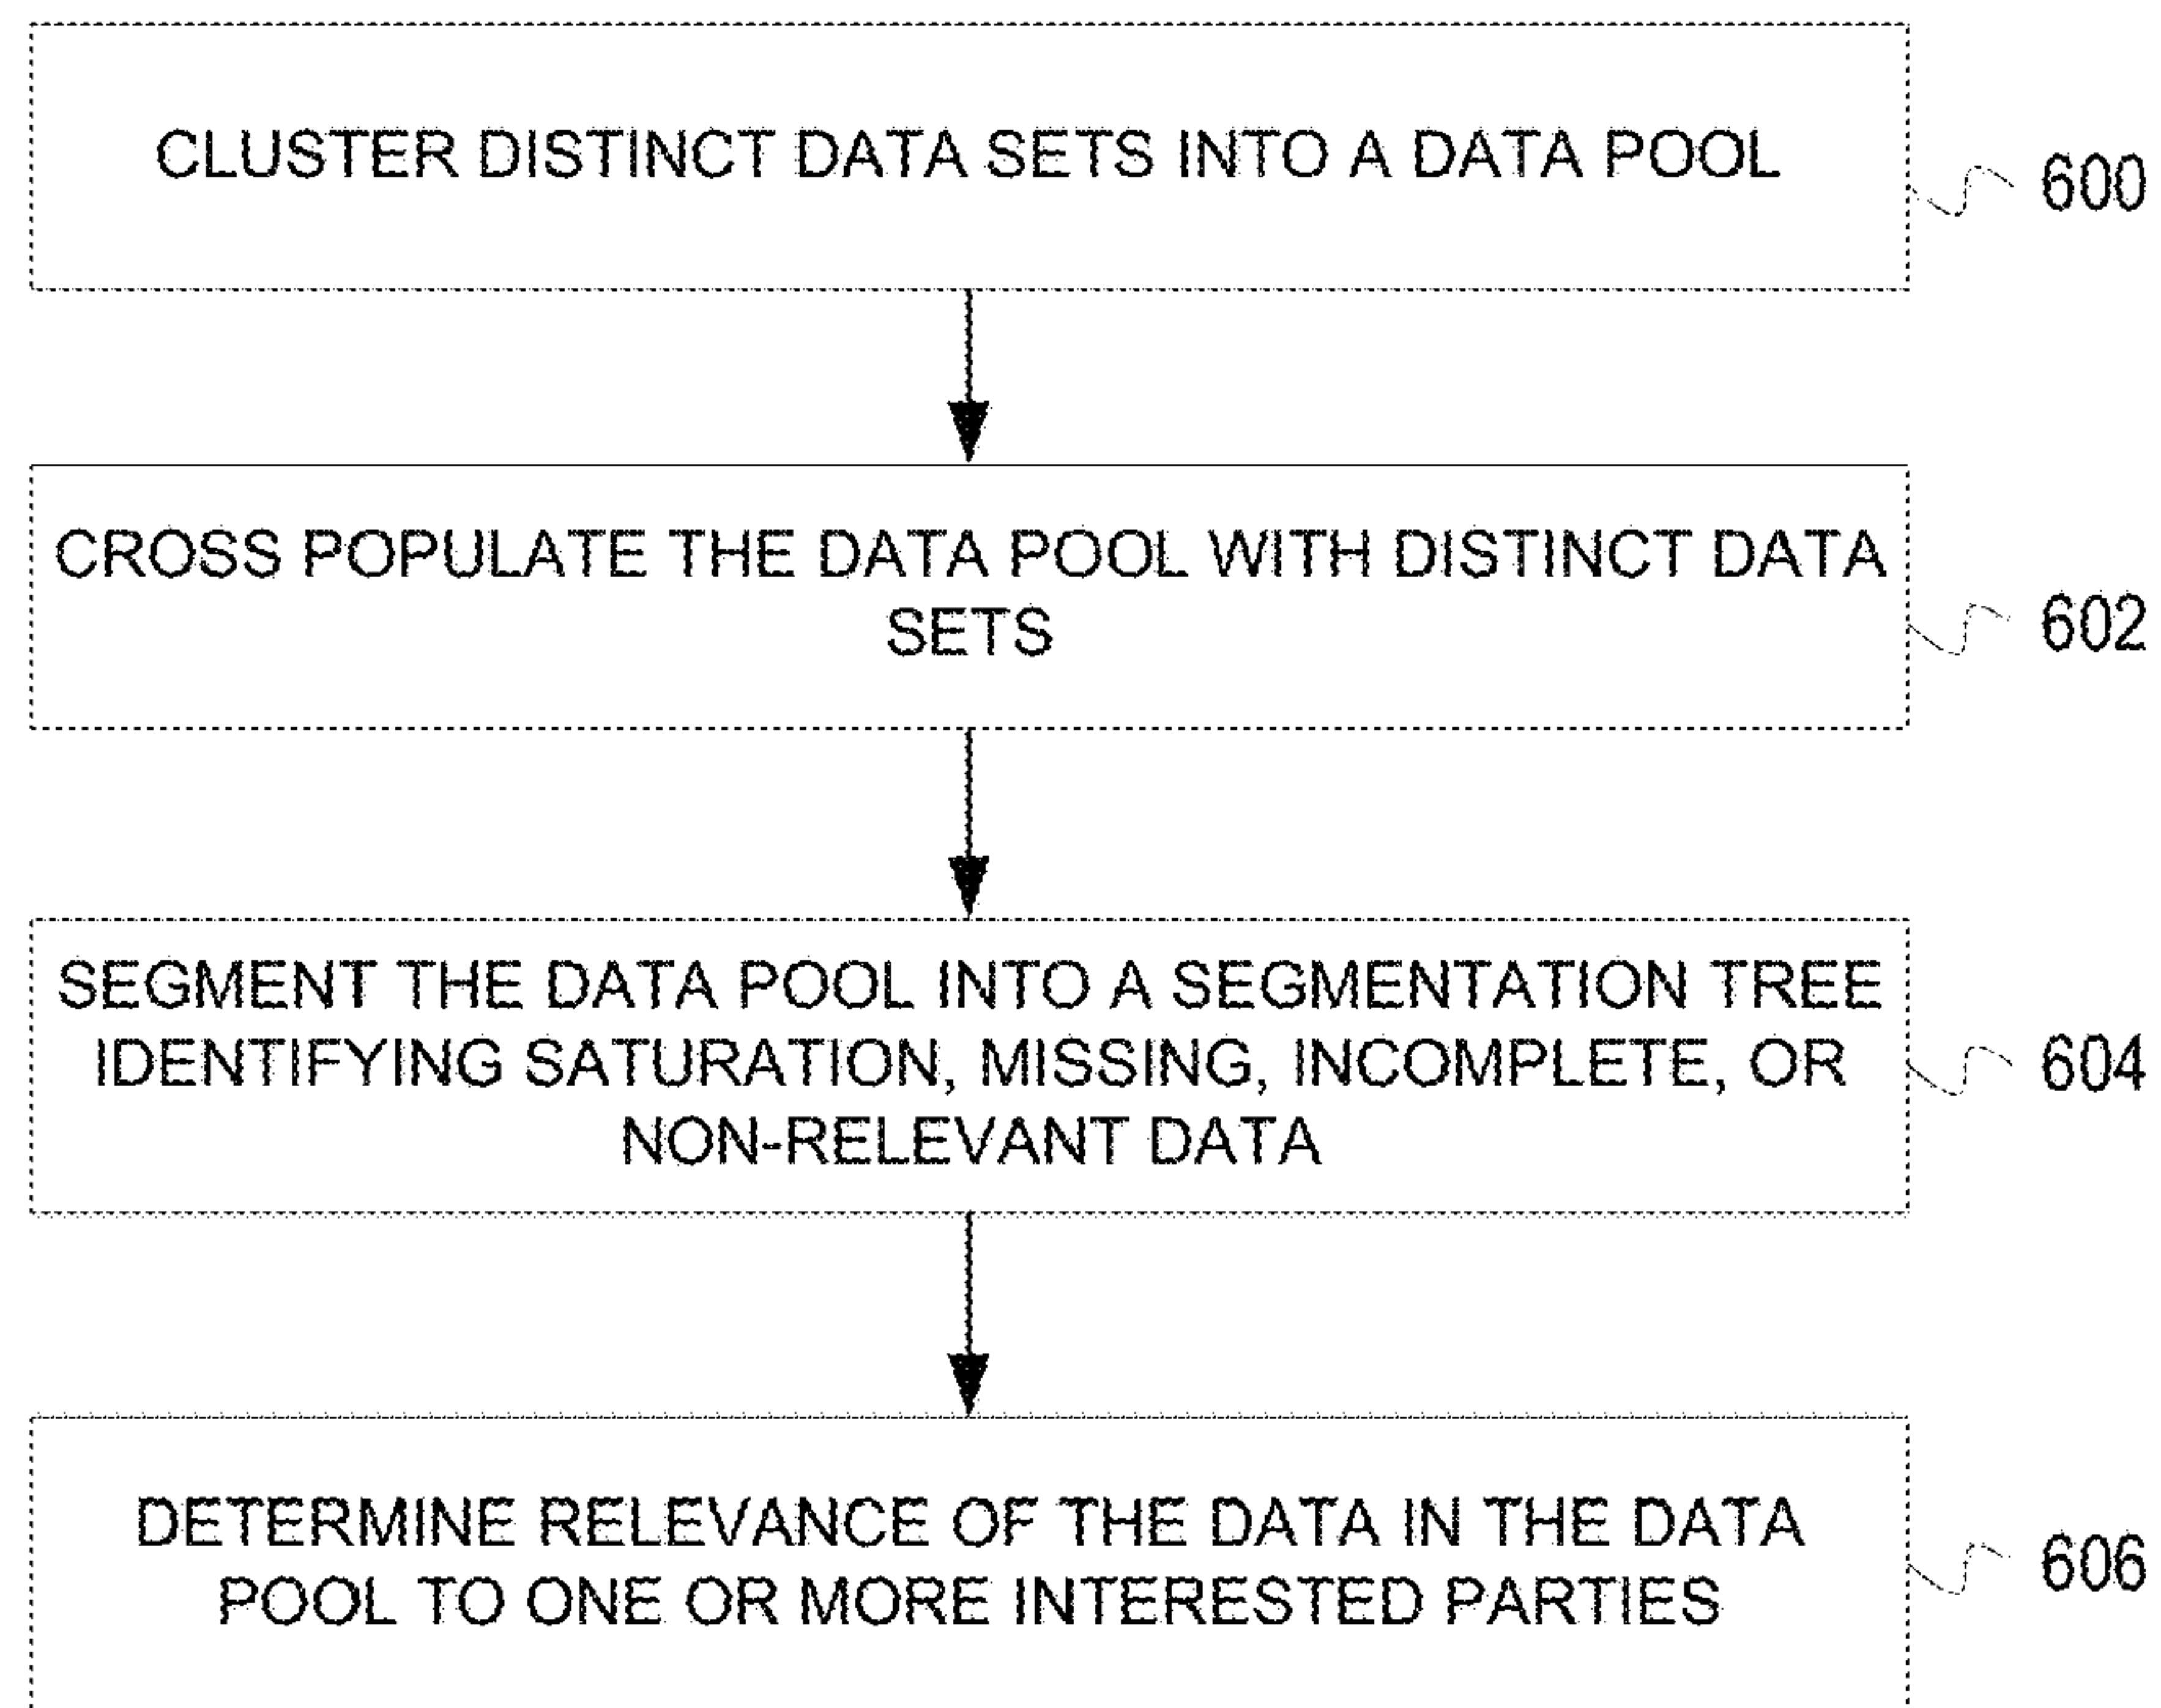 CLUSTER DISTINCT DATA SETS INTO A DATA POOL
600
CROSS POPULATE THE DATA POOL WITH DISTINCT DATA
SETS
602
SEGMENT THE DATA POOL INTO A SEGMENTATION TREE
IDENTIFYING SATURATION, MISSING, INCOMPLETE, OR
NON-RELEVANT DATA
604
DETERMINE RELEVANCE OF THE DATA IN THE DATA
POOL TO ONE OR MORE INTERESTED PARTIES
606